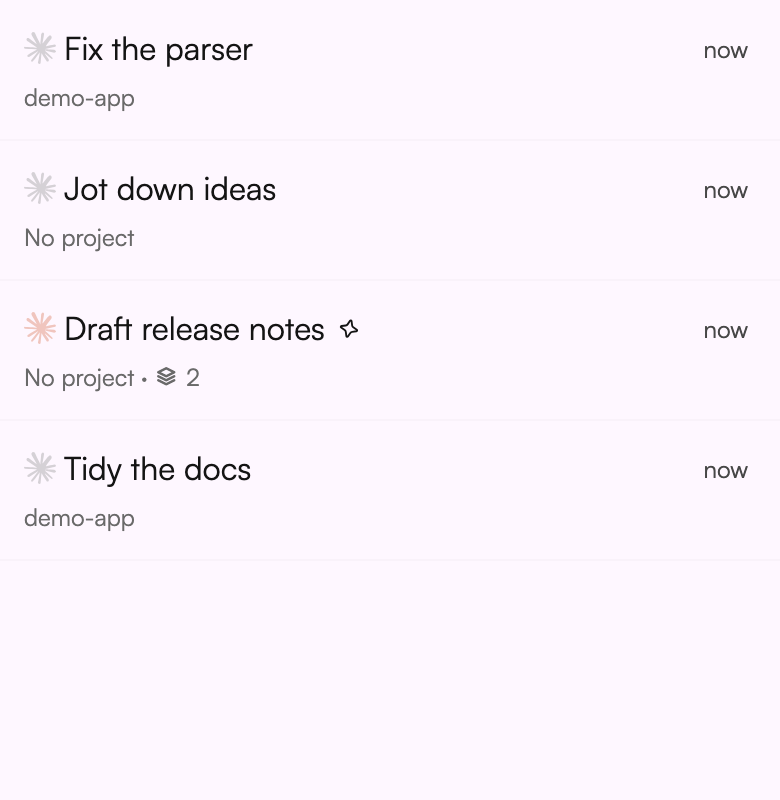 Fix the parser now
demo-app
Jot down ideas now
No project
Draft release notes now
No project · 2
Tidy the docs now
demo-app